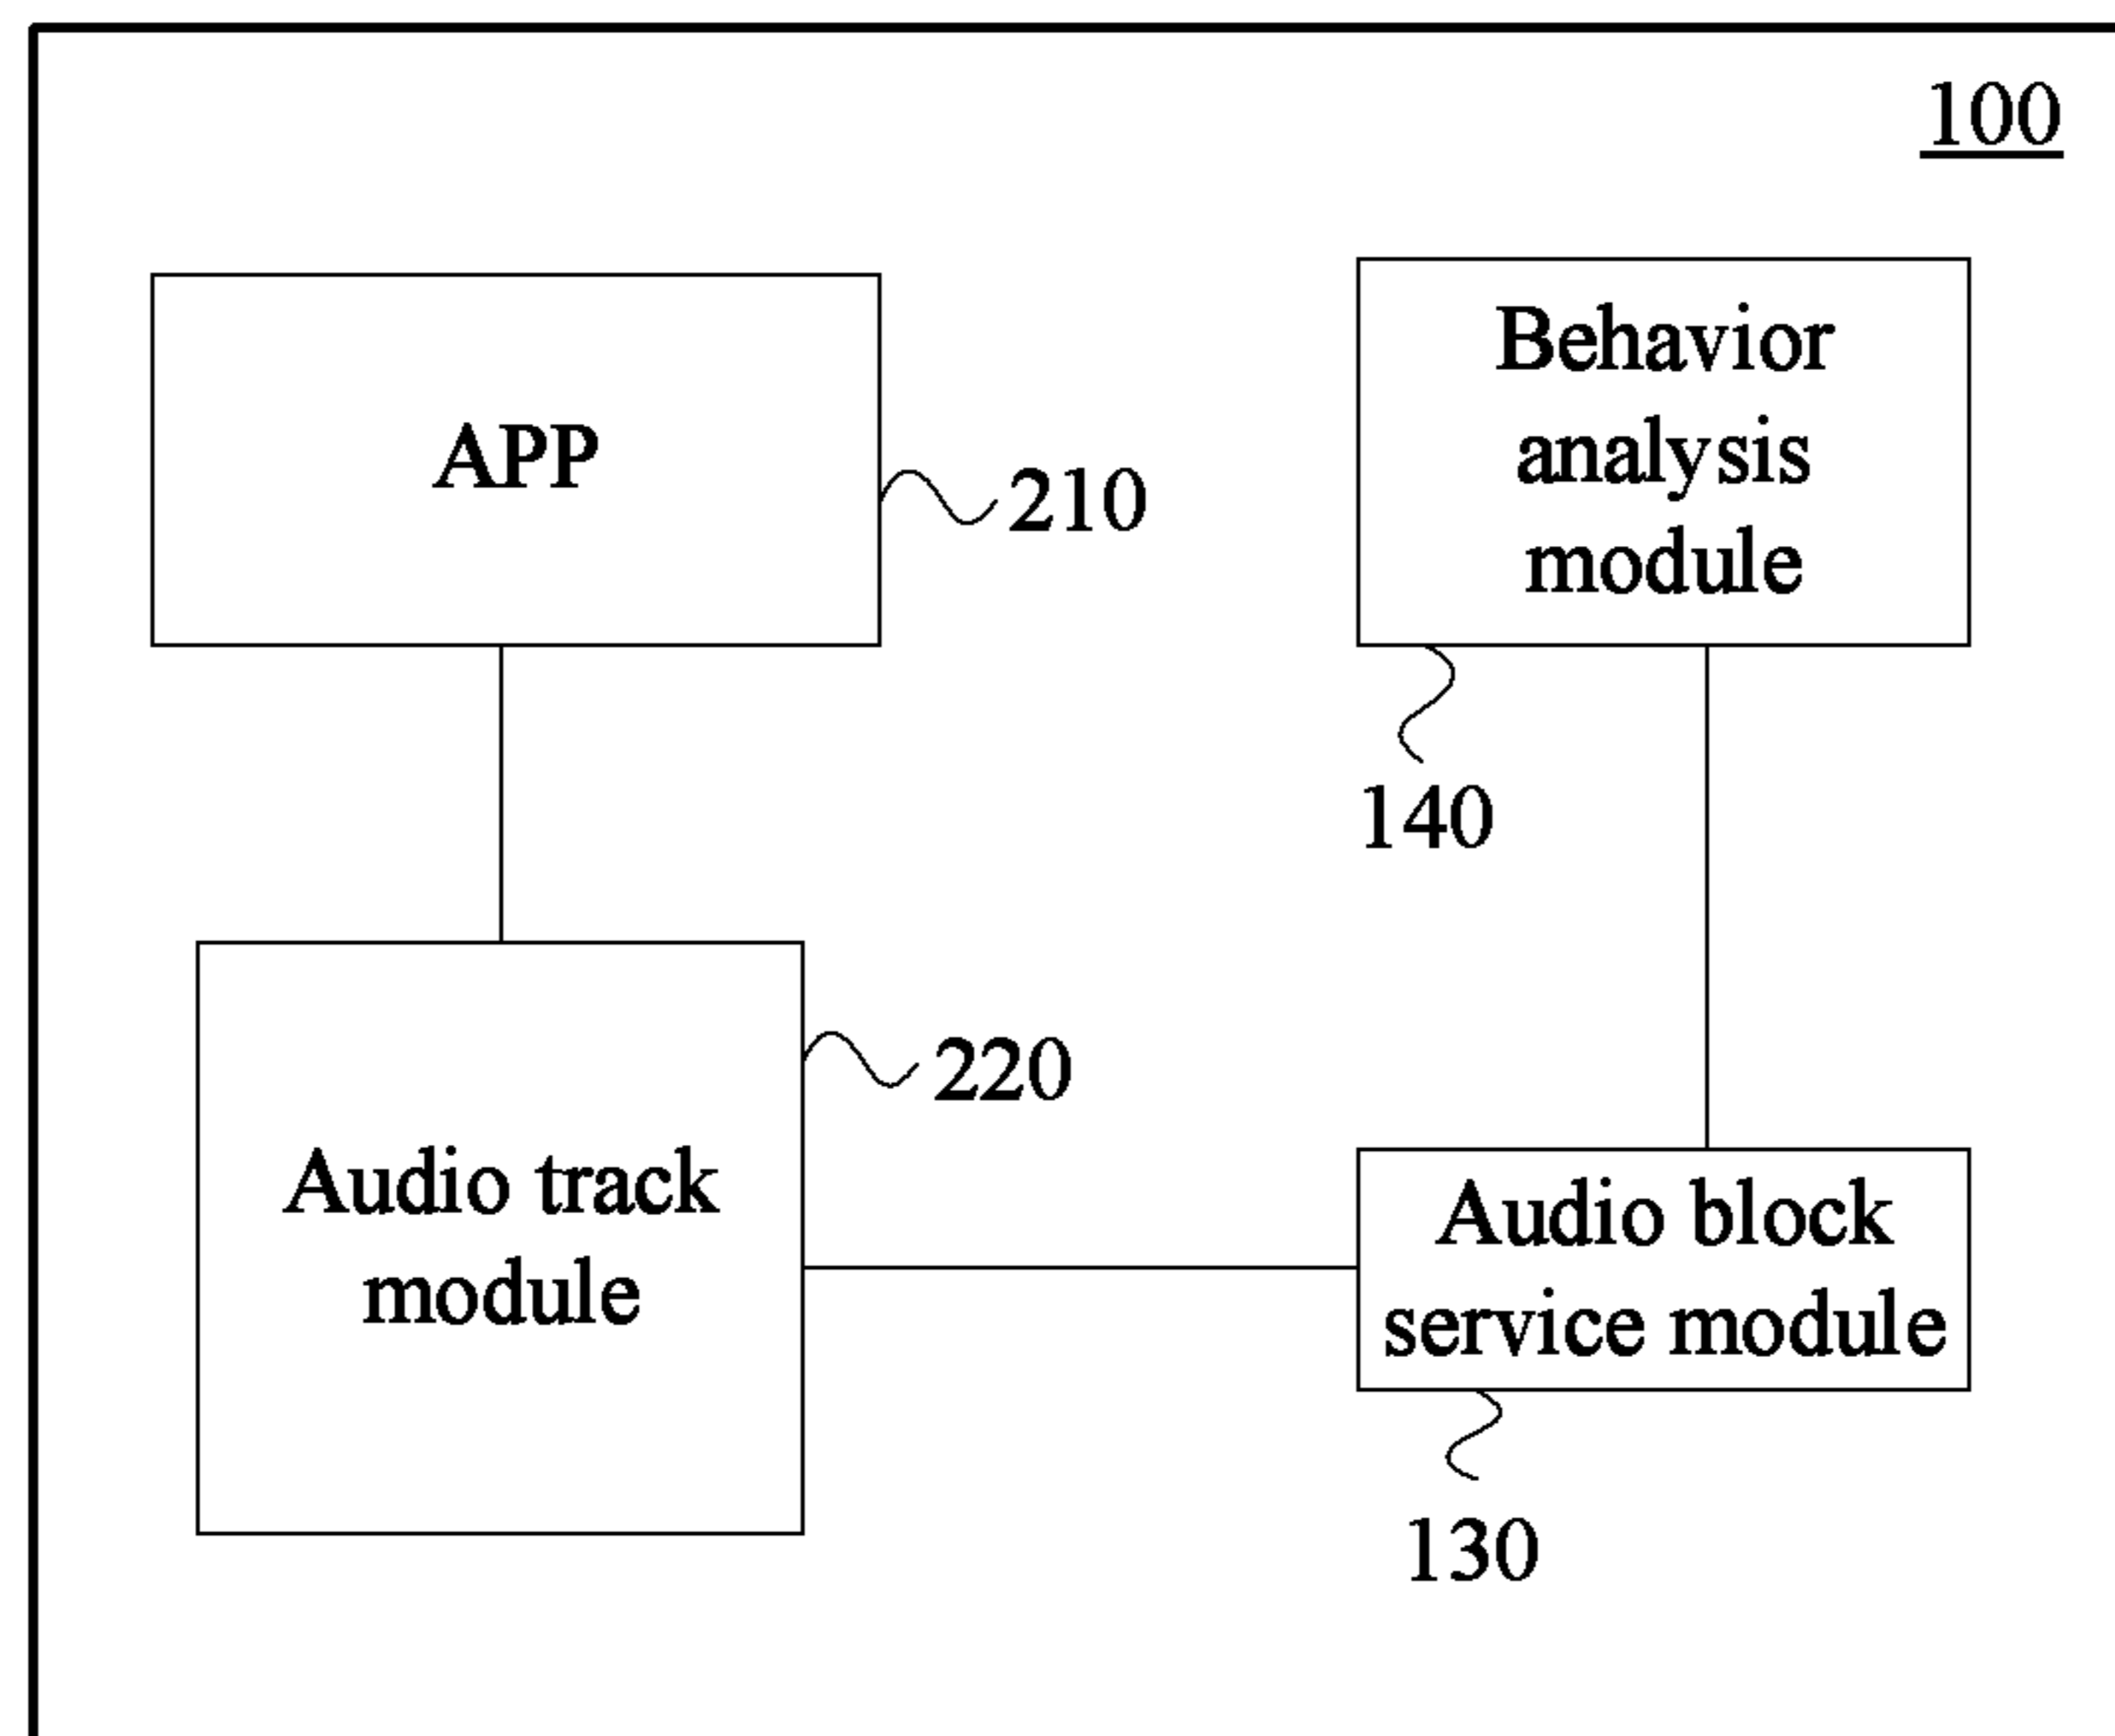 100
APP
210
Behavior
analysis
module
140
220
Audio track
module
Audio block
service module
130